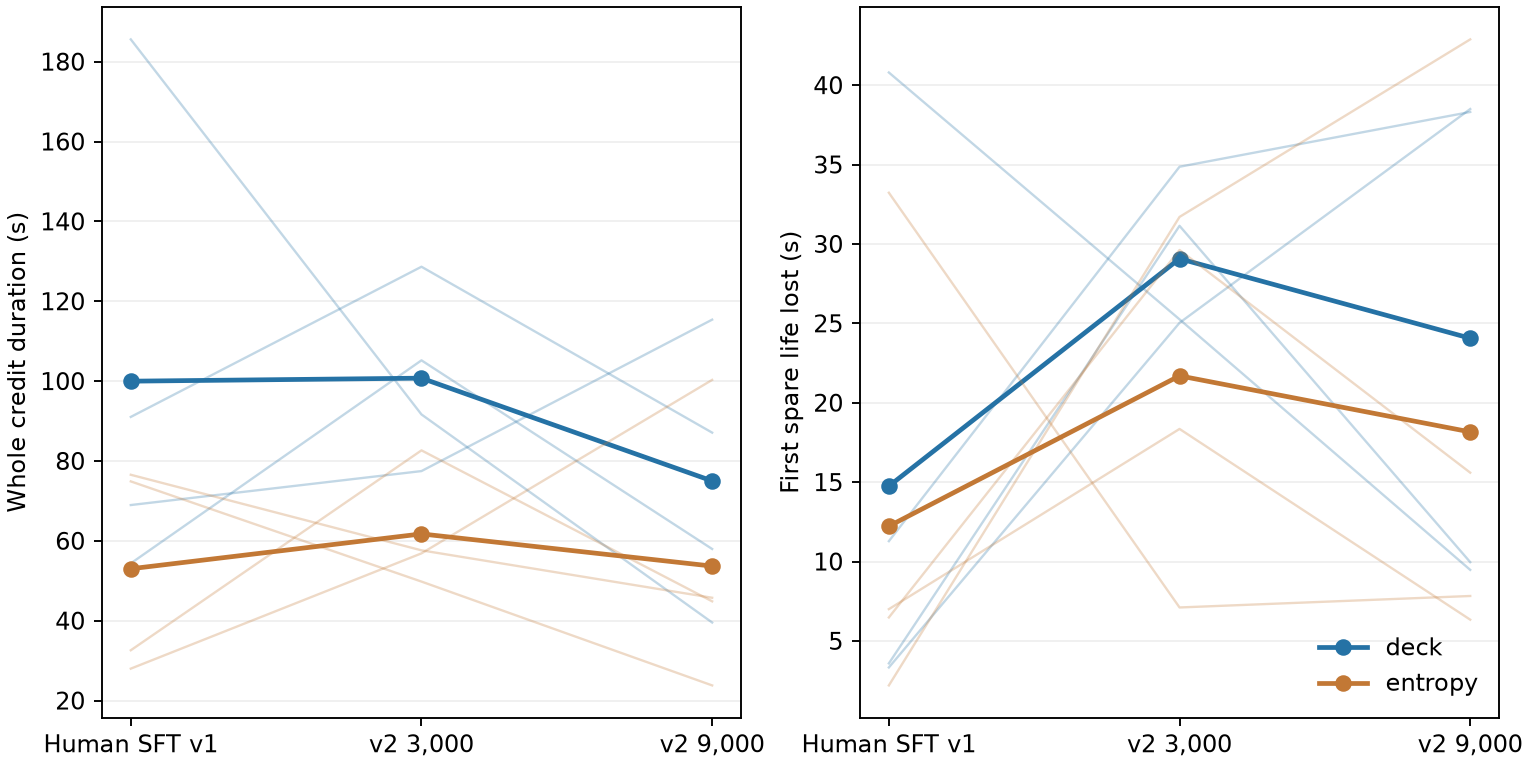 Whole credit duration (s)
180
160
140
120
100
80
60
40
20
Human SFT v1
v2 3,000
v2 9,000
First spare life lost (s)
40
35
30
25
20
15
10
5
deck
entropy
Human SFT v1
v2 3,000
v2 9,000